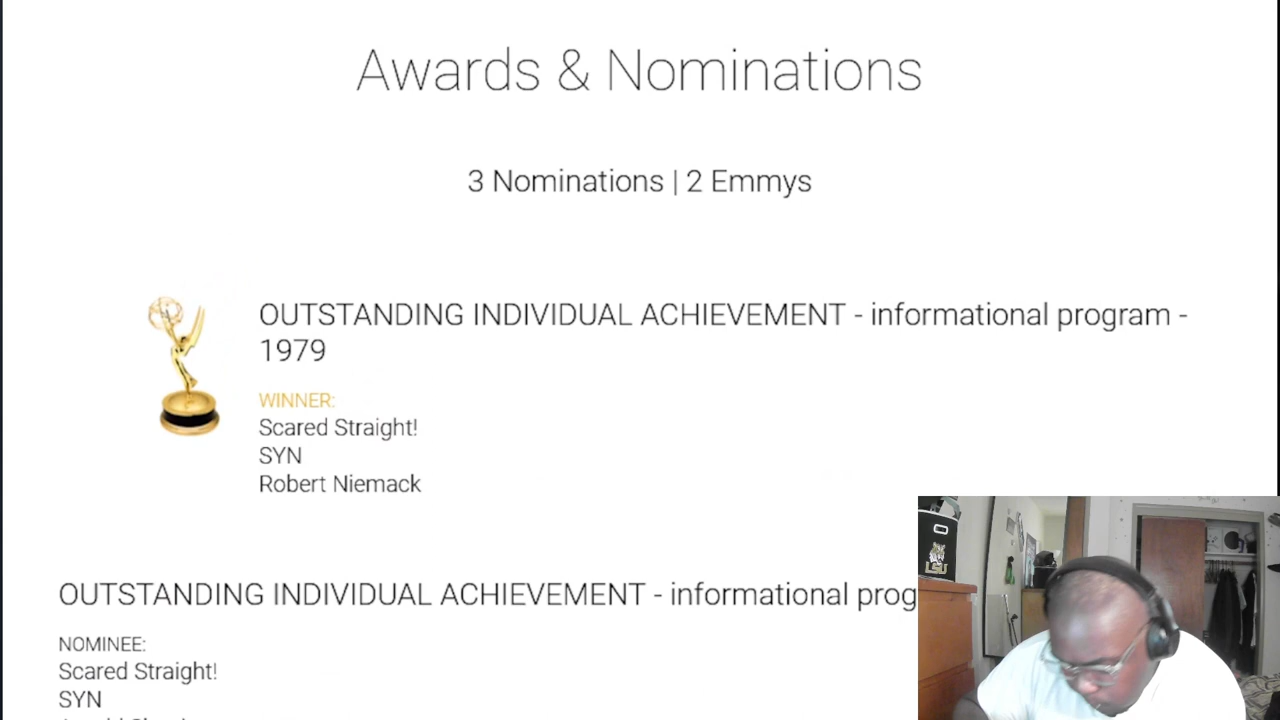 Awards & Nominations
3 Nominations | 2 Emmys
OUTSTANDING INDIVIDUAL ACHIEVEMENT - informational program -
1979
WINNER:
Scared Straight!
SYN
Robert Niemack
OUTSTANDING INDIVIDUAL ACHIEVEMENT - informational prog
NOMINEE:
Scared Straight!
SYN
LSU